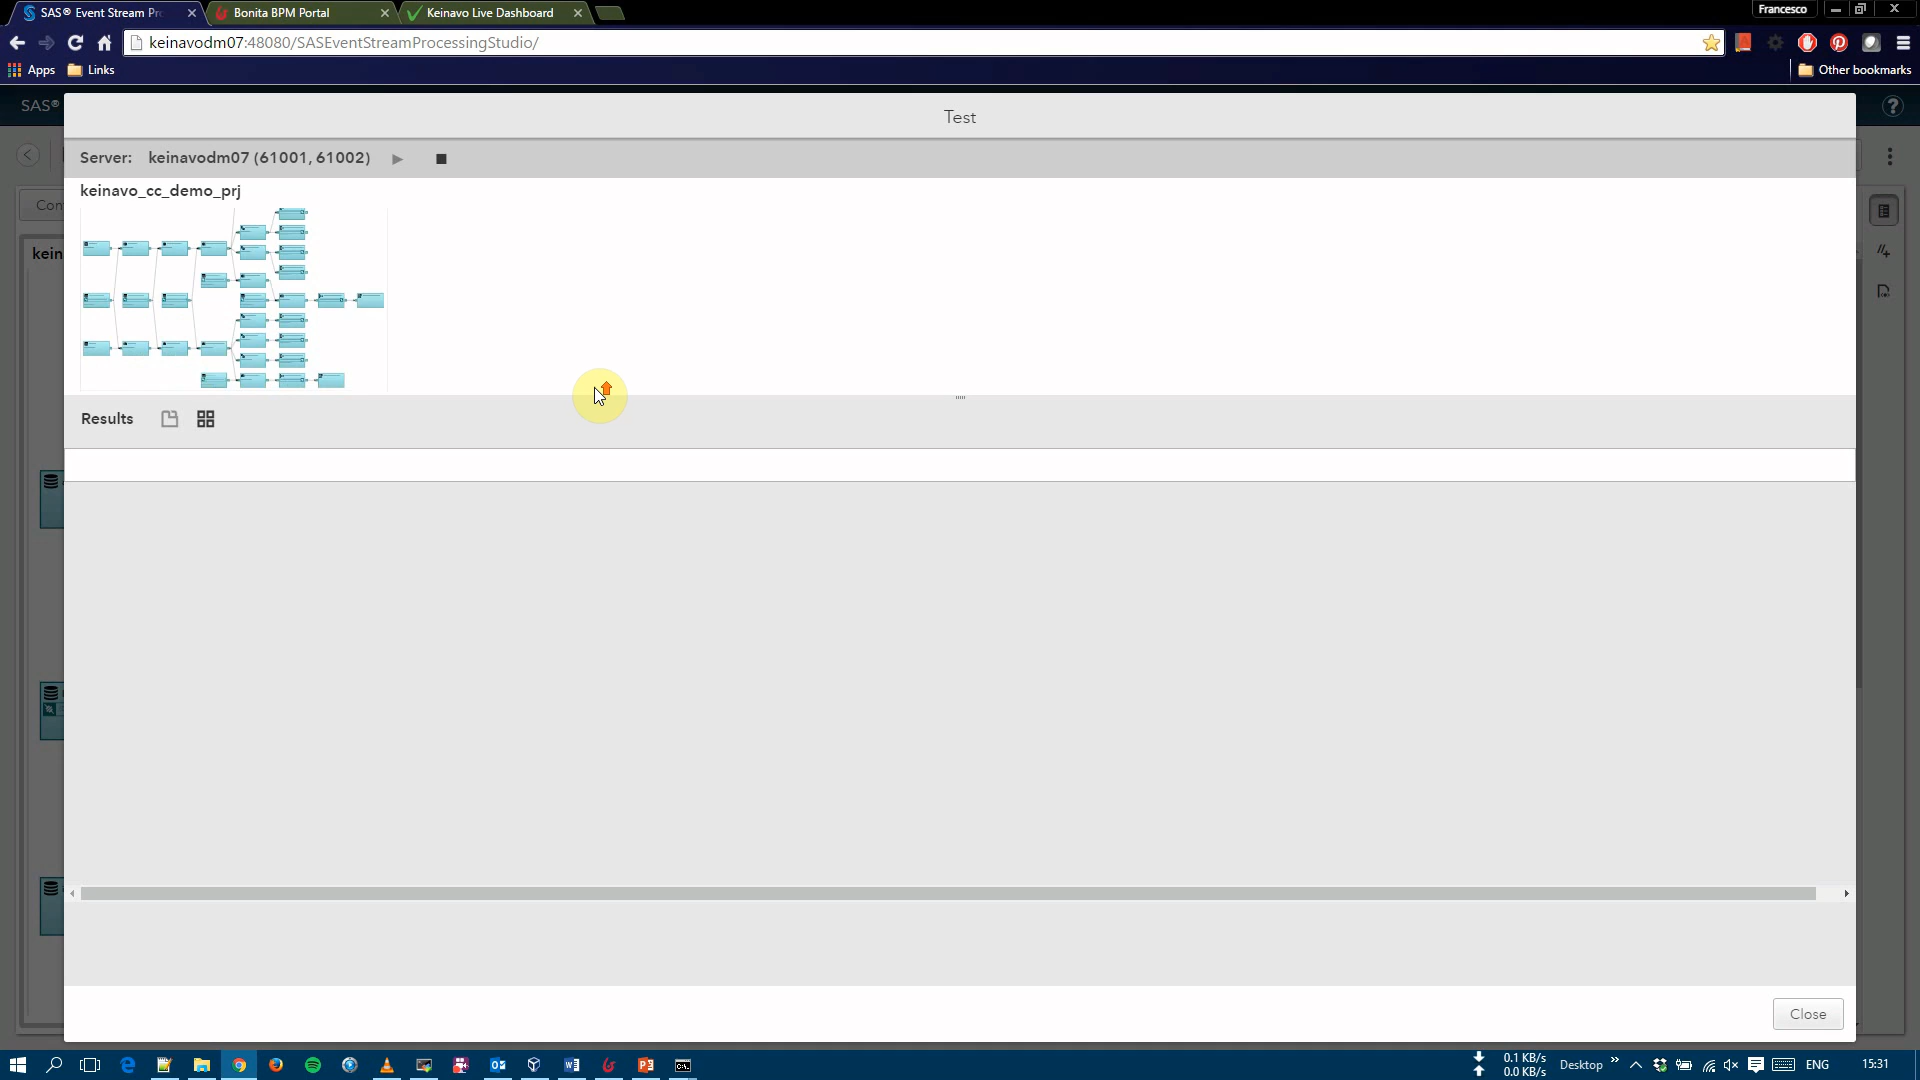 SAS® Event Stream Pr
Bonita BPM Portal
Keinavo Live Dashboard
Francesco
keinavodm07:48080/SASEventStreamProcessingStudio/
Apps
Links
Other bookmarks
SAS®
Test
Server: keinavodm07 (61001, 61002)
keinavo_cc_demo_prj
Con
kein
Results
Close
0.1 KB/s
0.0 KB/s
Desktop
ENG
15:31